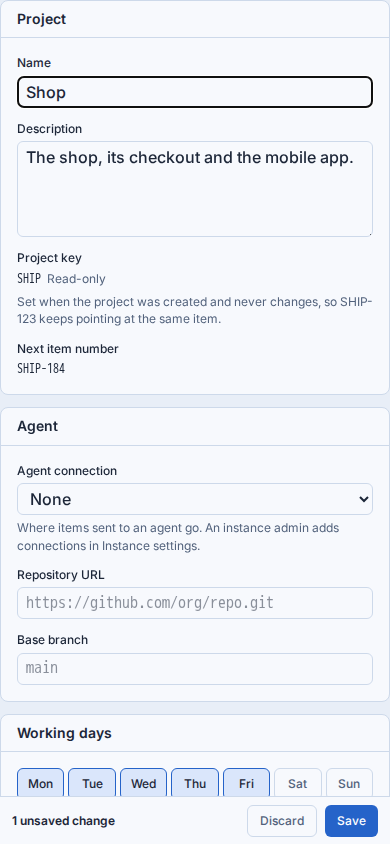 Project
Name
Shop
Description
The shop, its checkout and the mobile app.
Project key
SHIP Read-only
Set when the project was created and never changes, so SHIP-
123 keeps pointing at the same item.
Next item number
SHIP-184
Agent
Agent connection
None
Where items sent to an agent go. An instance admin adds
connections in Instance settings.
Repository URL
https://github.com/org/repo.git
Base branch
main
Working days
Mon Tue Wed Thu Fri Sat Sun
1 unsaved change Discard Save